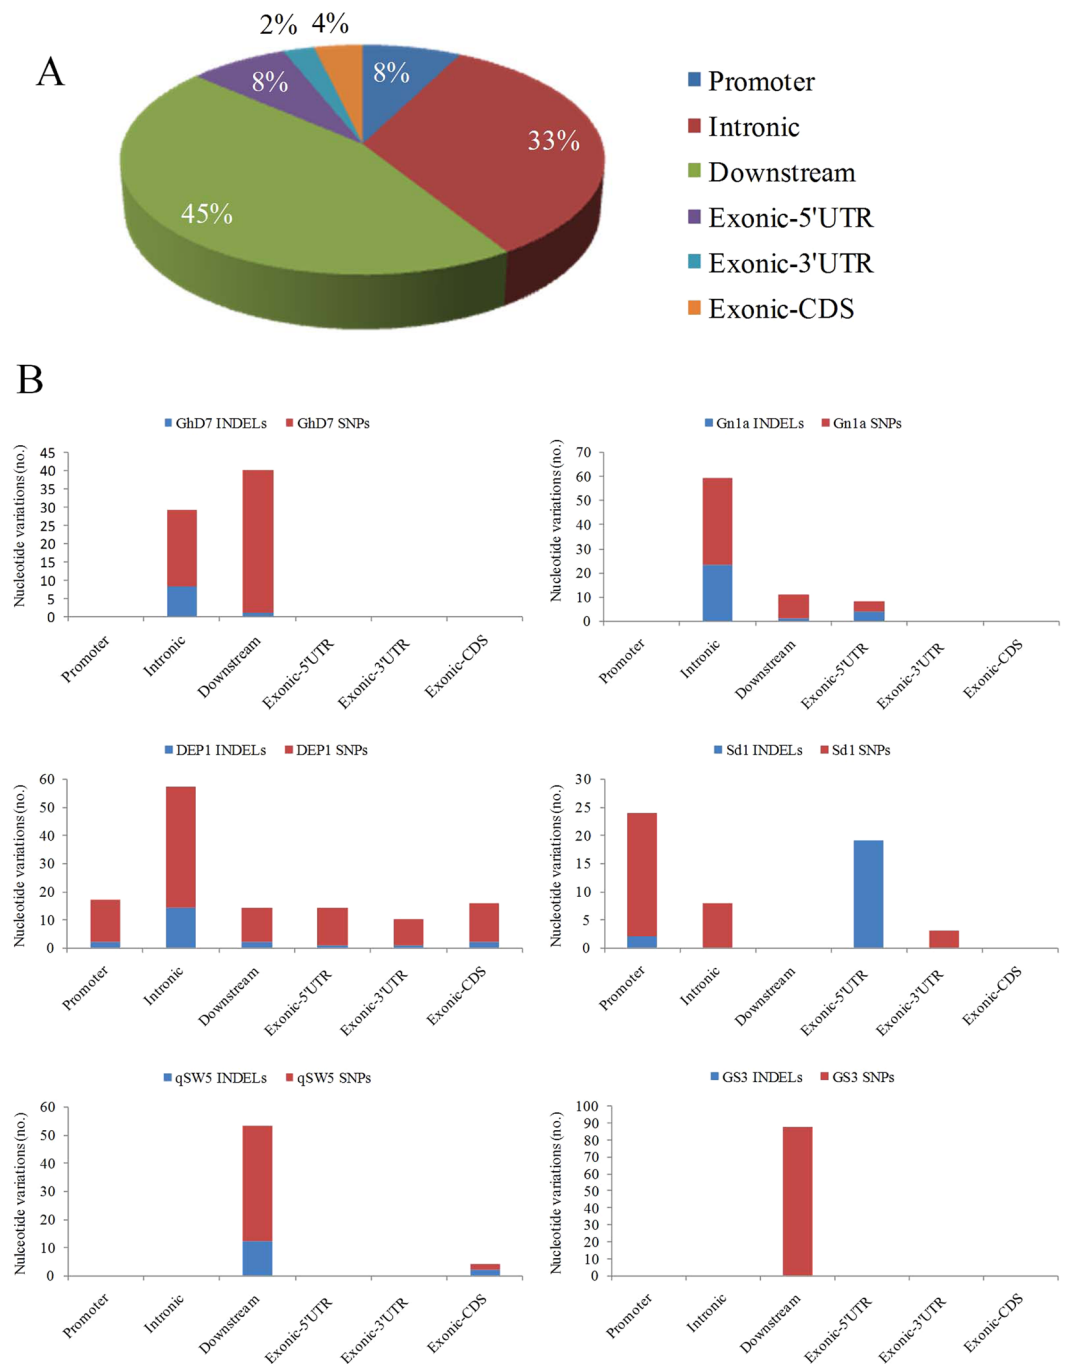 A
2% 4%
8% 8%
33%
45%
Promoter
Intronic
Downstream
Exonic-5'UTR
Exonic-3'UTR
Exonic-CDS
B
GhD7 INDELs GhD7 SNPs
Nucleotide variations (no.)
45
40
35
30
25
20
15
10
5
0
Promoter
Intronic
Downstream
Exonic-5'UTR
Exonic-3'UTR
Exonic-CDS
Gn1a INDELs Gn1a SNPs
Nucleotide variations (no.)
70
60
50
40
30
20
10
0
Promoter
Intronic
Downstream
Exonic-5'UTR
Exonic-3'UTR
Exonic-CDS
DEP1 INDELs DEP1 SNPs
Nucleotide variations (no.)
60
50
40
30
20
10
0
Promoter
Intronic
Downstream
Exonic-5'UTR
Exonic-3'UTR
Exonic-CDS
Sd1 INDELs Sd1 SNPs
Nucleotide variations (no.)
30
25
20
15
10
5
0
Promoter
Intronic
Downstream
Exonic-5'UTR
Exonic-3'UTR
Exonic-CDS
qSW5 INDELs qSW5 SNPs
Nulceotide variations (no.)
60
50
40
30
20
10
0
Promoter
Intronic
Downstream
Exonic-5'UTR
Exonic-3'UTR
Exonic-CDS
GS3 INDELs GS3 SNPs
Nucleotide variations (no.)
100
90
80
70
60
50
40
30
20
10
0
Promoter
Intronic
Downstream
Exonic-5'UTR
Exonic-3'UTR
Exonic-CDS